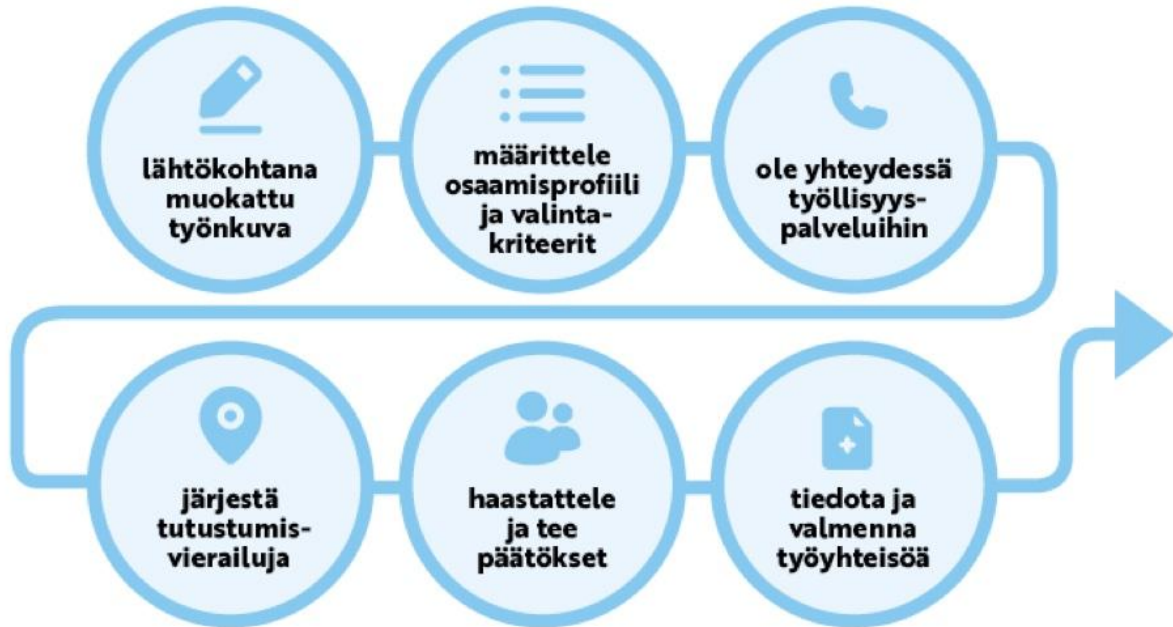 lähtökohtana
muokattu
työnkuva
määrittele
osaamisprofiili
ja valinta-
kriteerit
ole yhteydessä
työllisyys-
palveluihin
järjestä
tutustumis-
vierailuja
haastattele
ja tee
päätökset
tiedota ja
valmenna
työyhteisöä